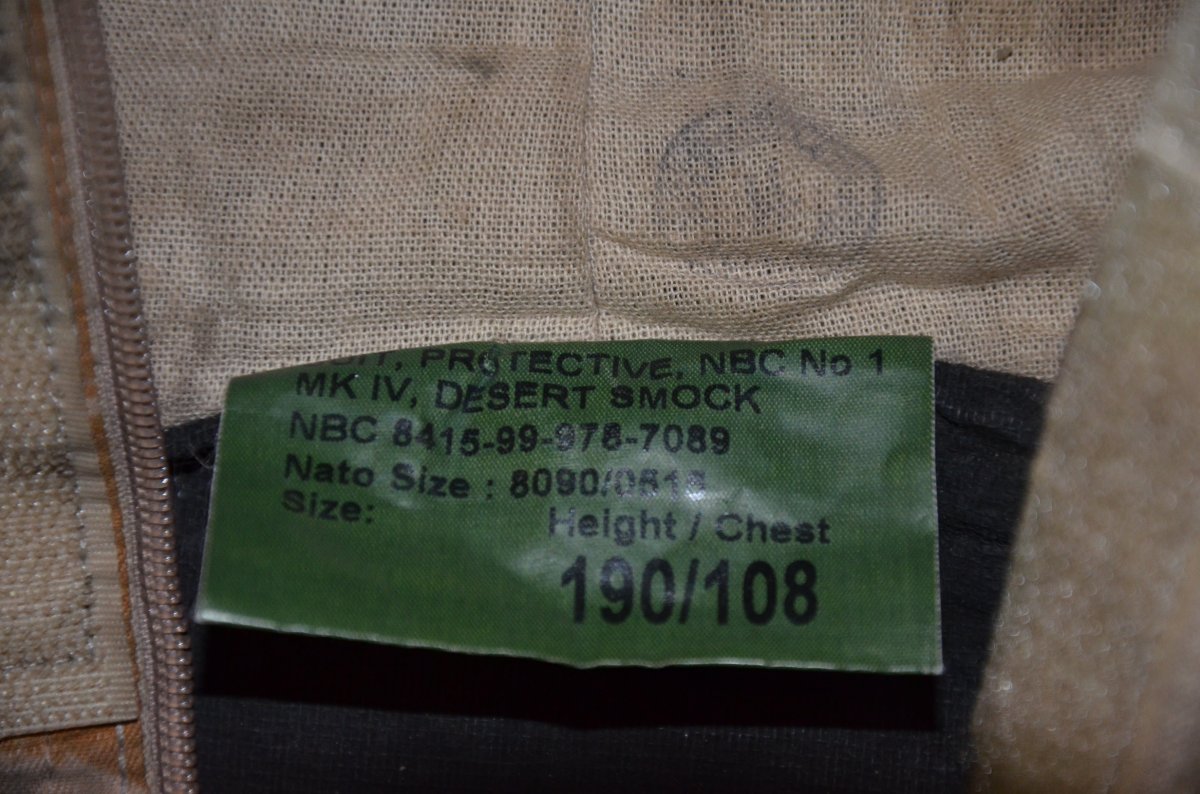 PROTECTIVE, NBC No 1
MK IV, DESERT SMOCK
NBC 8415-99-978-7089
Nato Size :
Size:
Height / Chest
190/108